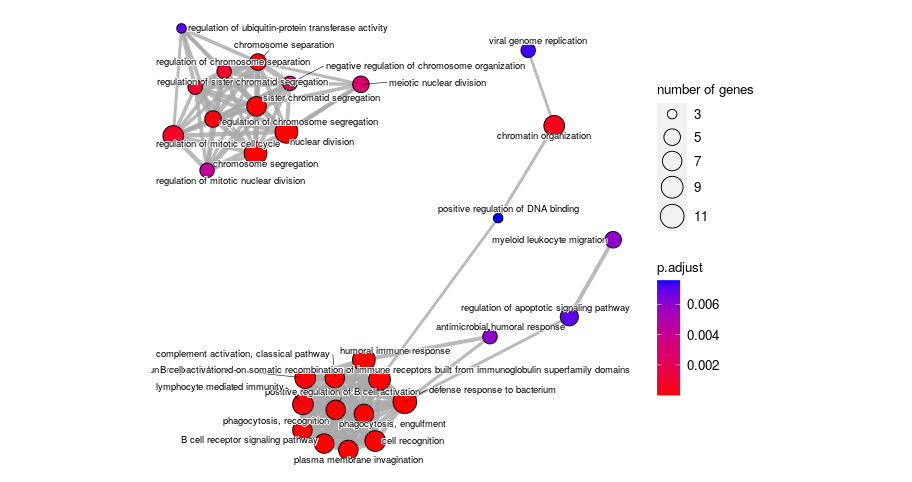 regulation of ubiquitin-protein transferase activity
chromosome separation
regulation of chromosome separation
negative regulation of chromosome organization
regulation of sister chromatid segregation
meiotic nuclear division
sister chromatid segregation
regulation of chromosome segregation
regulation of mitotic cell cycle
nuclear division
chromosome segregation
regulation of mitotic nuclear division
viral genome replication
chromatin organization
positive regulation of DNA binding
myeloid leukocyte migration
regulation of apoptotic signaling pathway
antimicrobial humoral response
humoral immune response
complement activation, classical pathway
on somatic recombination of immune receptors built from immunoglobulin superfamily domains
lymphocyte mediated immunity
positive regulation of B cell activation
defense response to bacterium
phagocytosis, recognition
phagocytosis, engulfment
B cell receptor signaling pathway
cell recognition
plasma membrane invagination
number of genes
3
5
7
9
11
p.adjust
0.006
0.004
0.002